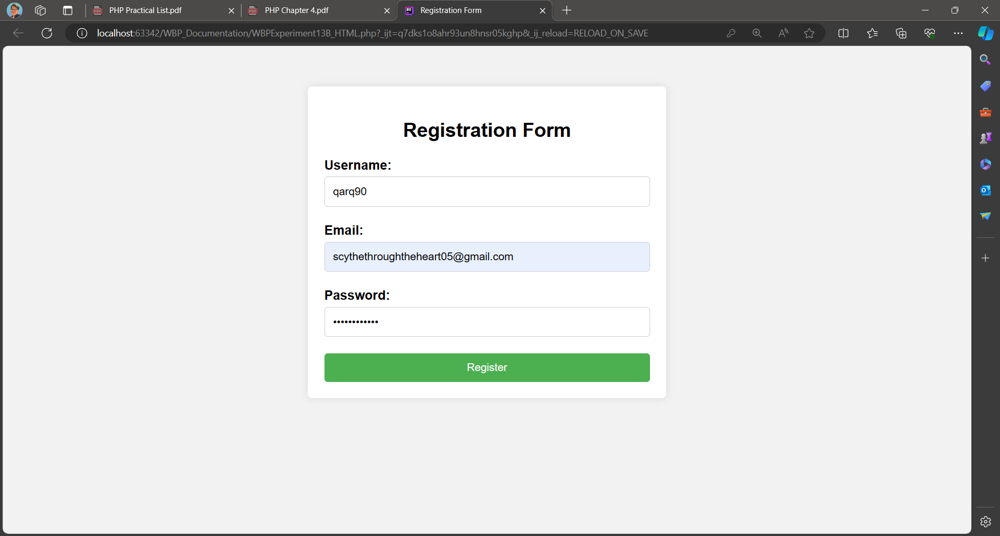 PHP Practical List.pdf
PHP Chapter 4.pdf
Registration Form
localhost:63342/WBP_Documentation/WBPExperiment13B_HTML.php?_ijt=q7dks1o8ahr93un8hnsr05kghp&_ij_reload=RELOAD_ON_SAVE
Registration Form
Username:
qarq90
Email:
scythethroughtheheart05@gmail.com
Password:
••••••••••••
Register